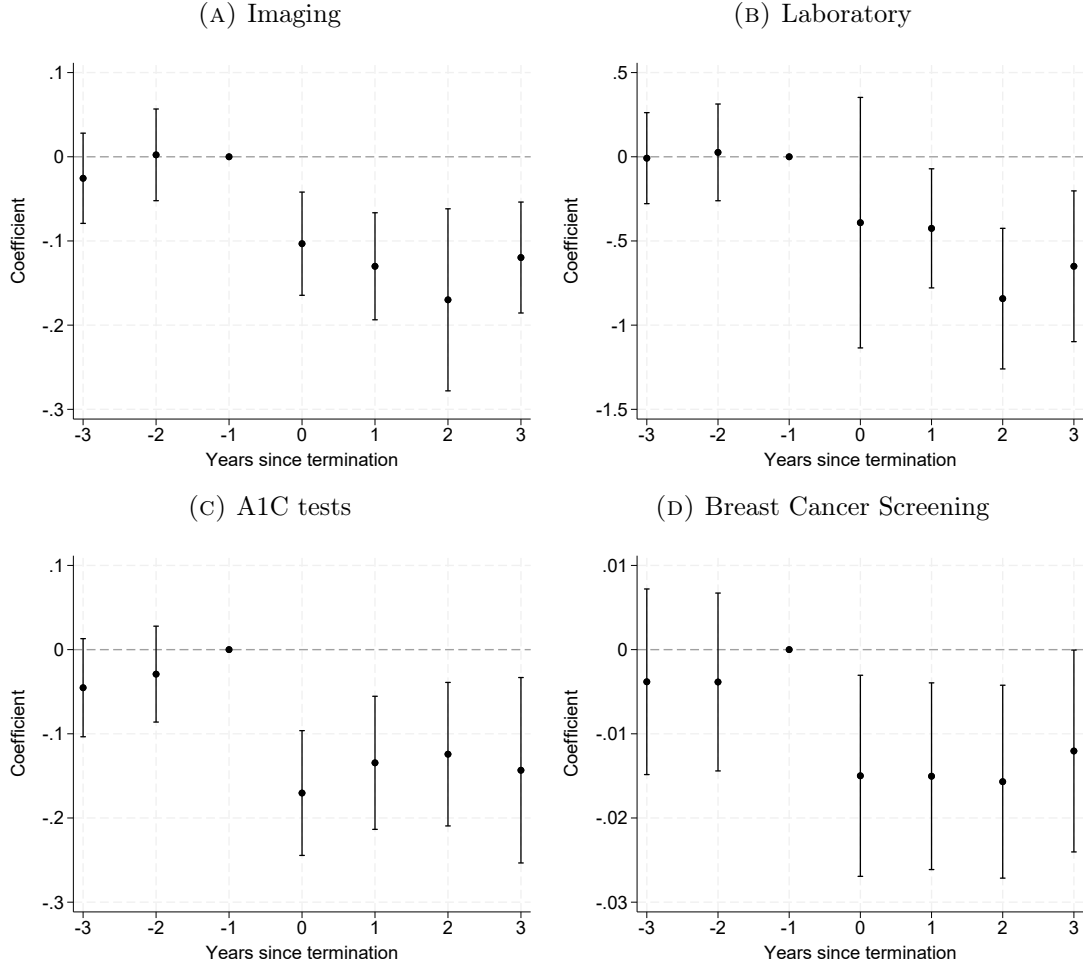 (A) Imaging
(B) Laboratory
.1
0
-.1
-.2
-.3
Coefficient
-3 -2 -1 0 1 2 3
Years since termination
.5
0
-.5
-1
-1.5
Coefficient
-3 -2 -1 0 1 2 3
Years since termination
(C) A1C tests
(D) Breast Cancer Screening
.1
0
-.1
-.2
-.3
Coefficient
-3 -2 -1 0 1 2 3
Years since termination
.01
0
-.01
-.02
-.03
Coefficient
-3 -2 -1 0 1 2 3
Years since termination